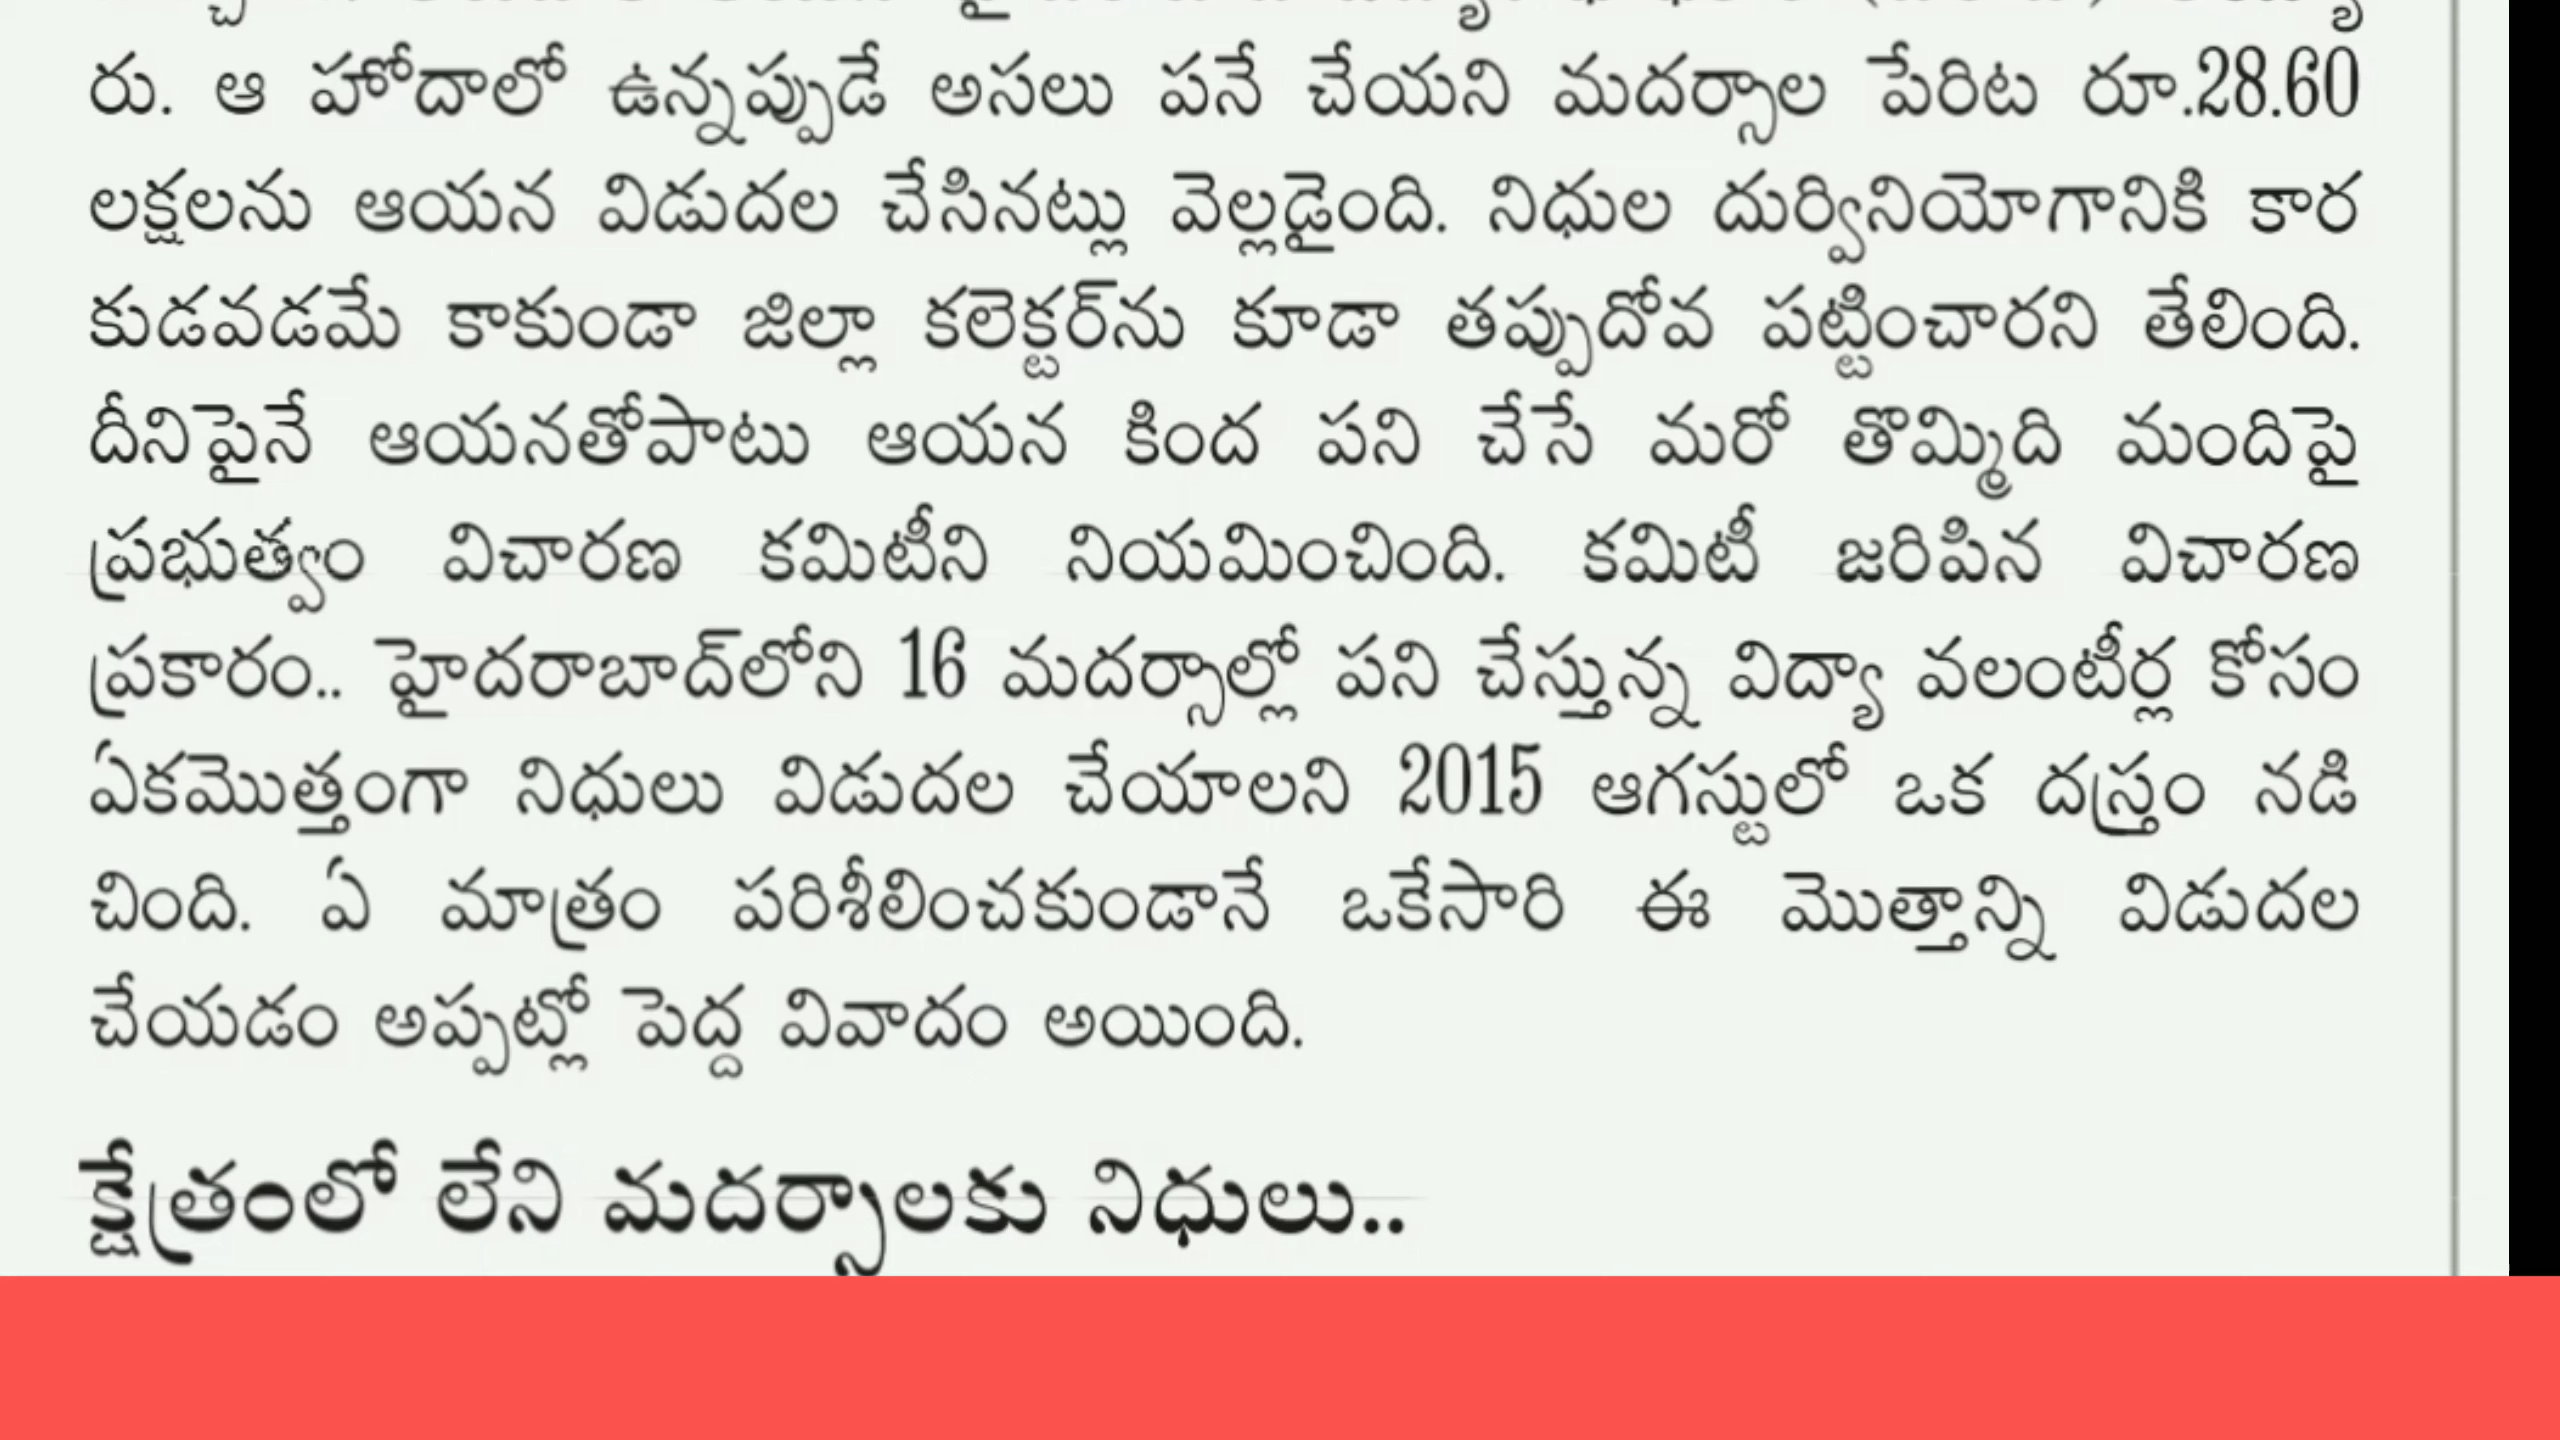 రు. ఆ హోదాలో ఉన్నప్పుడే అసలు పనే చేయని మదర్సాల పేరిట రూ.28.60
లక్షలను ఆయన విడుదల చేసినట్లు వెల్లడైంది. నిధుల దుర్వినియోగానికి కార
కుడవడమే కాకుండా జిల్లా కలెక్టర్‌ను కూడా తప్పుదోవ పట్టించారని తేలింది.
దీనిపైనే ఆయనతోపాటు ఆయన కింద పని చేసే మరో తొమ్మిది మందిపై
ప్రభుత్వం విచారణ కమిటీని నియమించింది. కమిటీ జరిపిన విచారణ
ప్రకారం.. హైదరాబాద్‌లోని 16 మదర్సాల్లో పని చేస్తున్న విద్యా వలంటీర్ల కోసం
ఏకమొత్తంగా నిధులు విడుదల చేయాలని 2015 ఆగస్టులో ఒక దస్త్రం నడి
చింది. ఏ మాత్రం పరిశీలించకుండానే ఒకేసారి ఈ మొత్తాన్ని విడుదల
చేయడం అప్పట్లో పెద్ద వివాదం అయింది.
క్షేత్రంలో లేని మదర్సాలకు నిధులు..